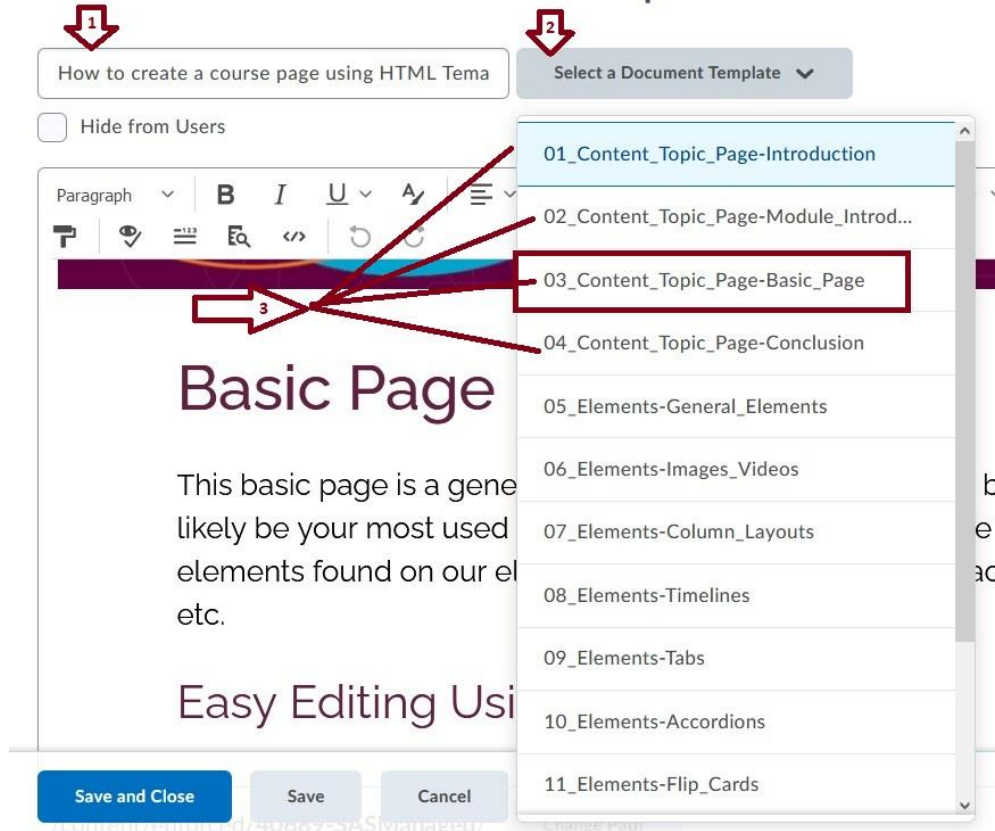 1
2
How to create a course page using HTML Tema
Select a Document Template
Hide from Users
01_Content_Topic_Page-Introduction
Paragraph B I U A
02_Content_Topic_Page-Module_Introd...
03_Content_Topic_Page-Basic_Page
3
04_Content_Topic_Page-Conclusion
Basic Page
05_Elements-General_Elements
06_Elements-Images_Videos
This basic page is a gene
likely be your most used
07_Elements-Column_Layouts
elements found on our el
08_Elements-Timelines
etc.
09_Elements-Tabs
Easy Editing Usi
10_Elements-Accordions
11_Elements-Flip_Cards
Save and Close
Save
Cancel
Change Path